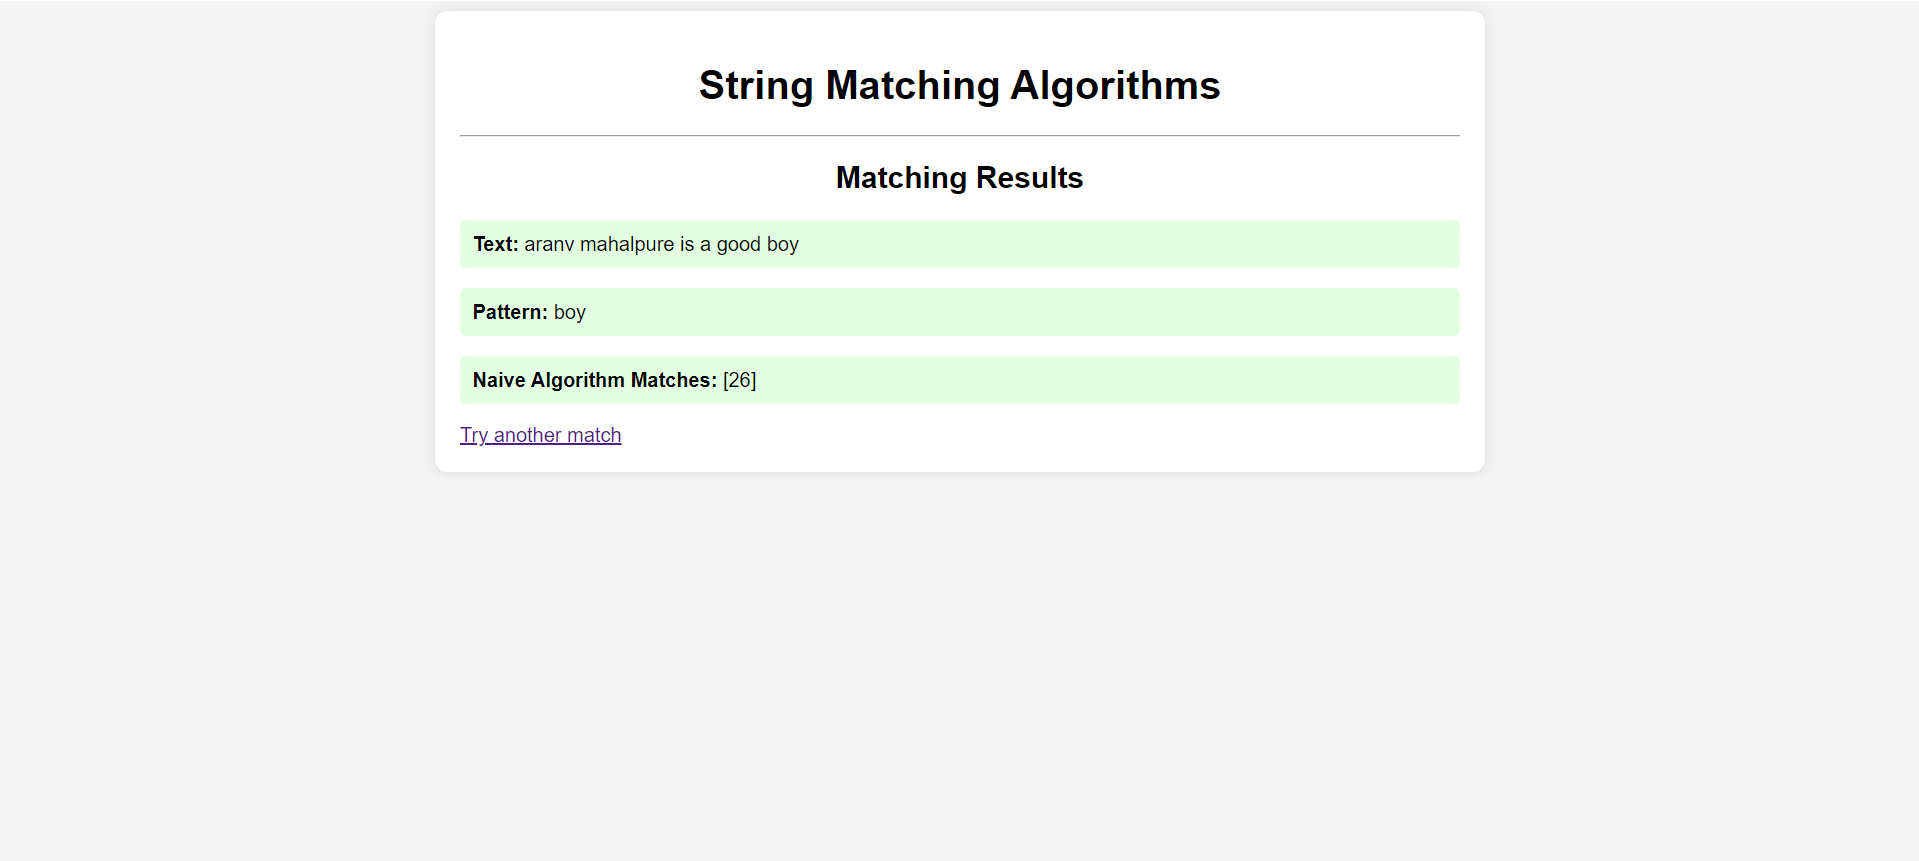 String Matching Algorithms
Matching Results
Text: aranv mahalpure is a good boy
Pattern: boy
Naive Algorithm Matches: [26]
Try another match